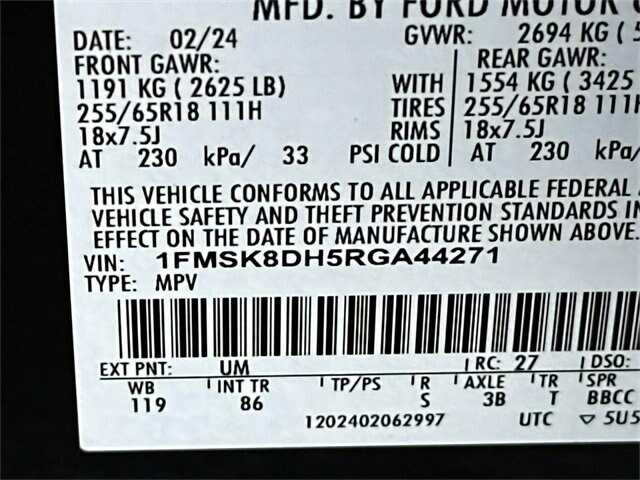 MFD. BY FORD MOTOR
DATE: 02/24 GVWR: 2694 KG ( 5
FRONT GAWR: REAR GAWR:
1191 KG ( 2625 LB) WITH 1554 KG ( 3425
255/65R18 111H TIRES 255/65R18 111H
18x7.5J RIMS 18x7.5J
AT 230 kPa/ 33 PSI COLD AT 230 kPa/
THIS VEHICLE CONFORMS TO ALL APPLICABLE FEDERAL
VEHICLE SAFETY AND THEFT PREVENTION STANDARDS IN
EFFECT ON THE DATE OF MANUFACTURE SHOWN ABOVE.
VIN: 1FMSK8DH5RGA44271
TYPE: MPV
EXT PNT: UM RC: 27 DSO:
WB INT TR TP/PS R AXLE TR SPR
119 86 S 3B T BBCC
1202402062997 UTC ▽ 5U5